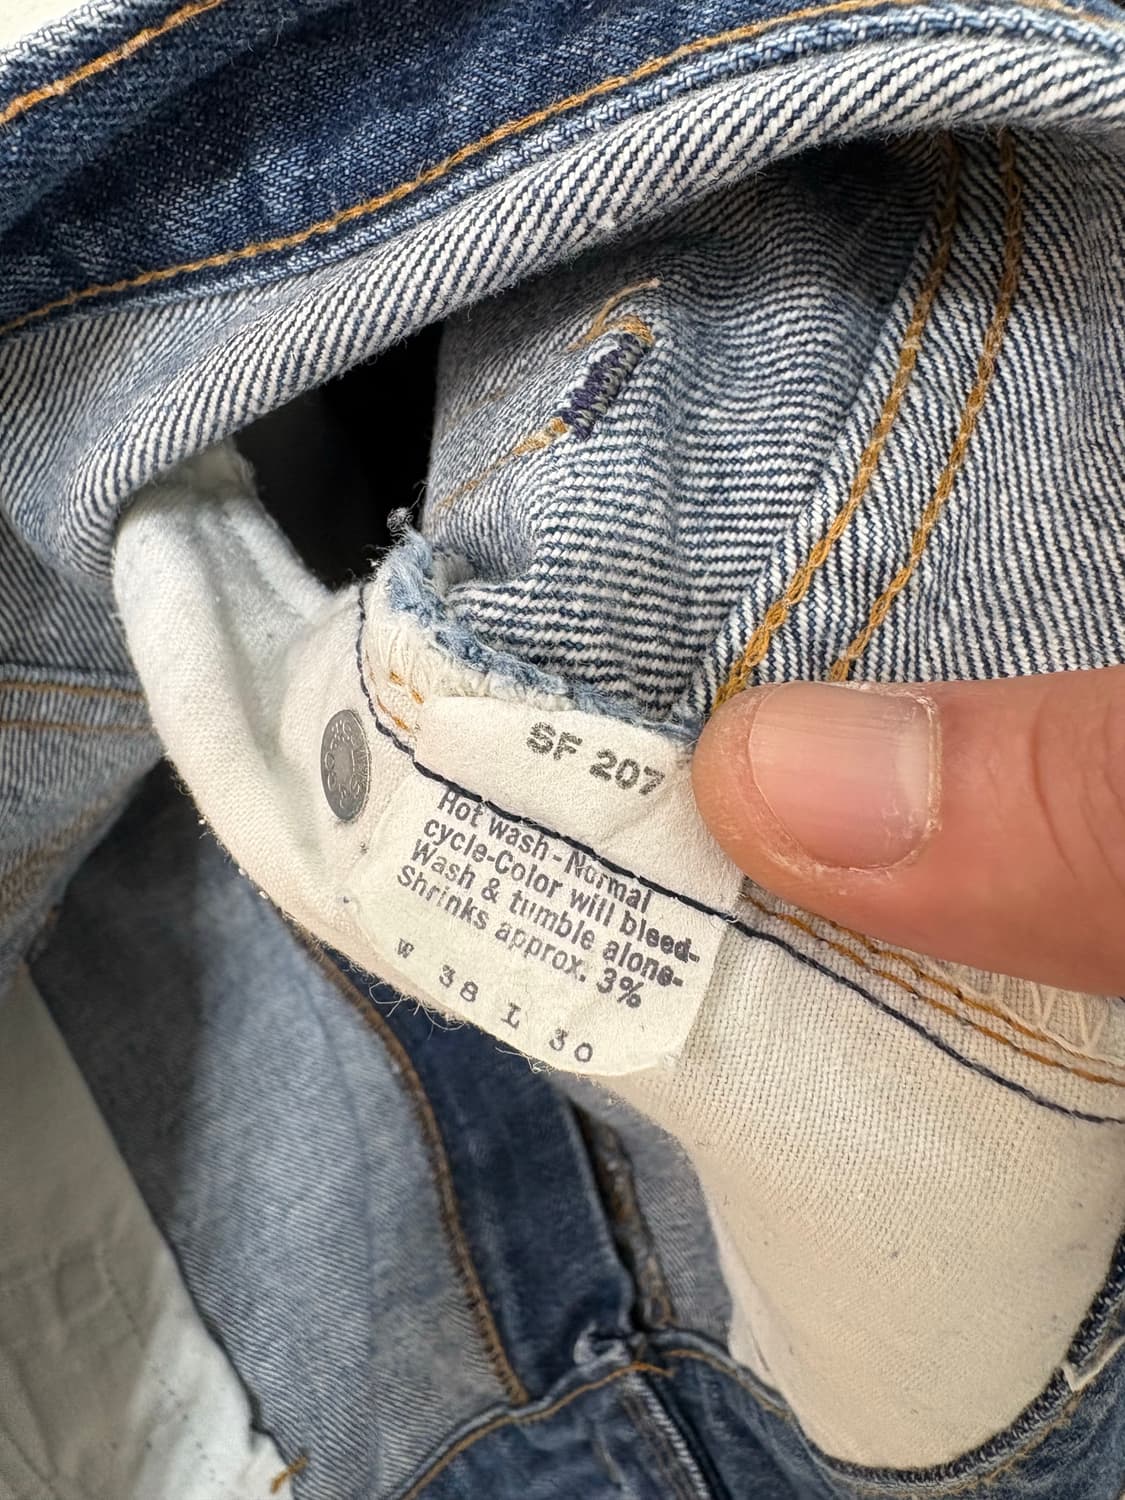 SF 207
Hot wash-Normal
cycle-Color will bleed-
Wash & tumble alone-
Shrinks approx. 3%
W 38 L 30